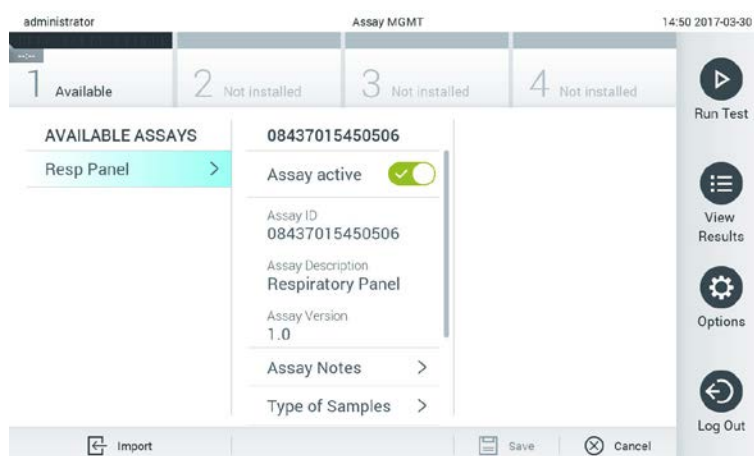 administrator Assay MGMT 14:50 2017-03-30
--:--
1 Available 2 Not installed 3 Not installed 4 Not installed
Run Test
AVAILABLE ASSAYS
Resp Panel
08437015450506
Assay active
Assay ID
08437015450506
Assay Description
Respiratory Panel
Assay Version
1.0
Assay Notes
Type of Samples
View
Results
Options
Log Out
Import Save Cancel